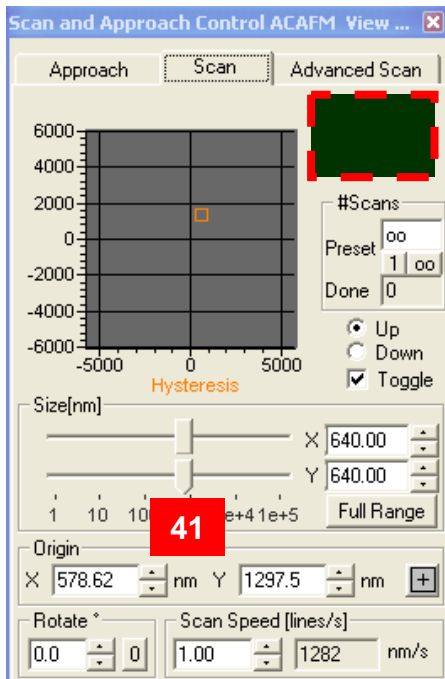 Scan and Approach Control ACAFM View ...
Approach Scan Advanced Scan
6000
4000
2000
0
-2000
-4000
-6000
-5000 0 5000
Hysteresis
#Scans
Preset oo
1 oo
Done 0
Up
Down
Toggle
Size[nm]
X 640.00
Y 640.00
1 10 e+4 1e+5 Full Range
41
Origin
X 578.62 nm Y 1297.5 nm +
Rotate ° Scan Speed [lines/s]
0.0 0 1.00 1282 nm/s